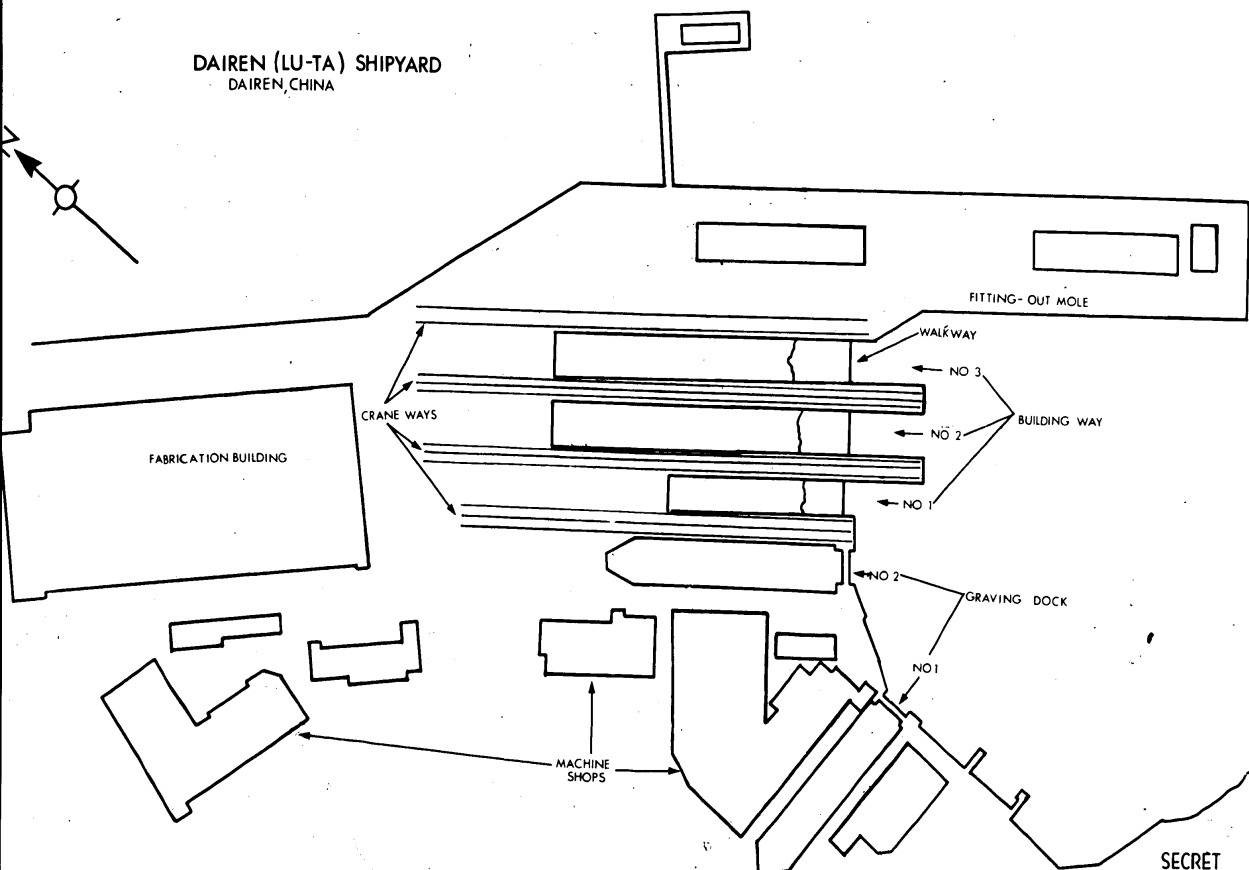 DAIREN (LU-TA) SHIPYARD
DAIREN, CHINA
N
FITTING-OUT MOLE
WALKWAY
NO 3
CRANE WAYS
BUILDING WAY
NO 2
FABRICATION BUILDING
NO 1
NO 2
GRAVING DOCK
NO 1
MACHINE
SHOPS
SECRET